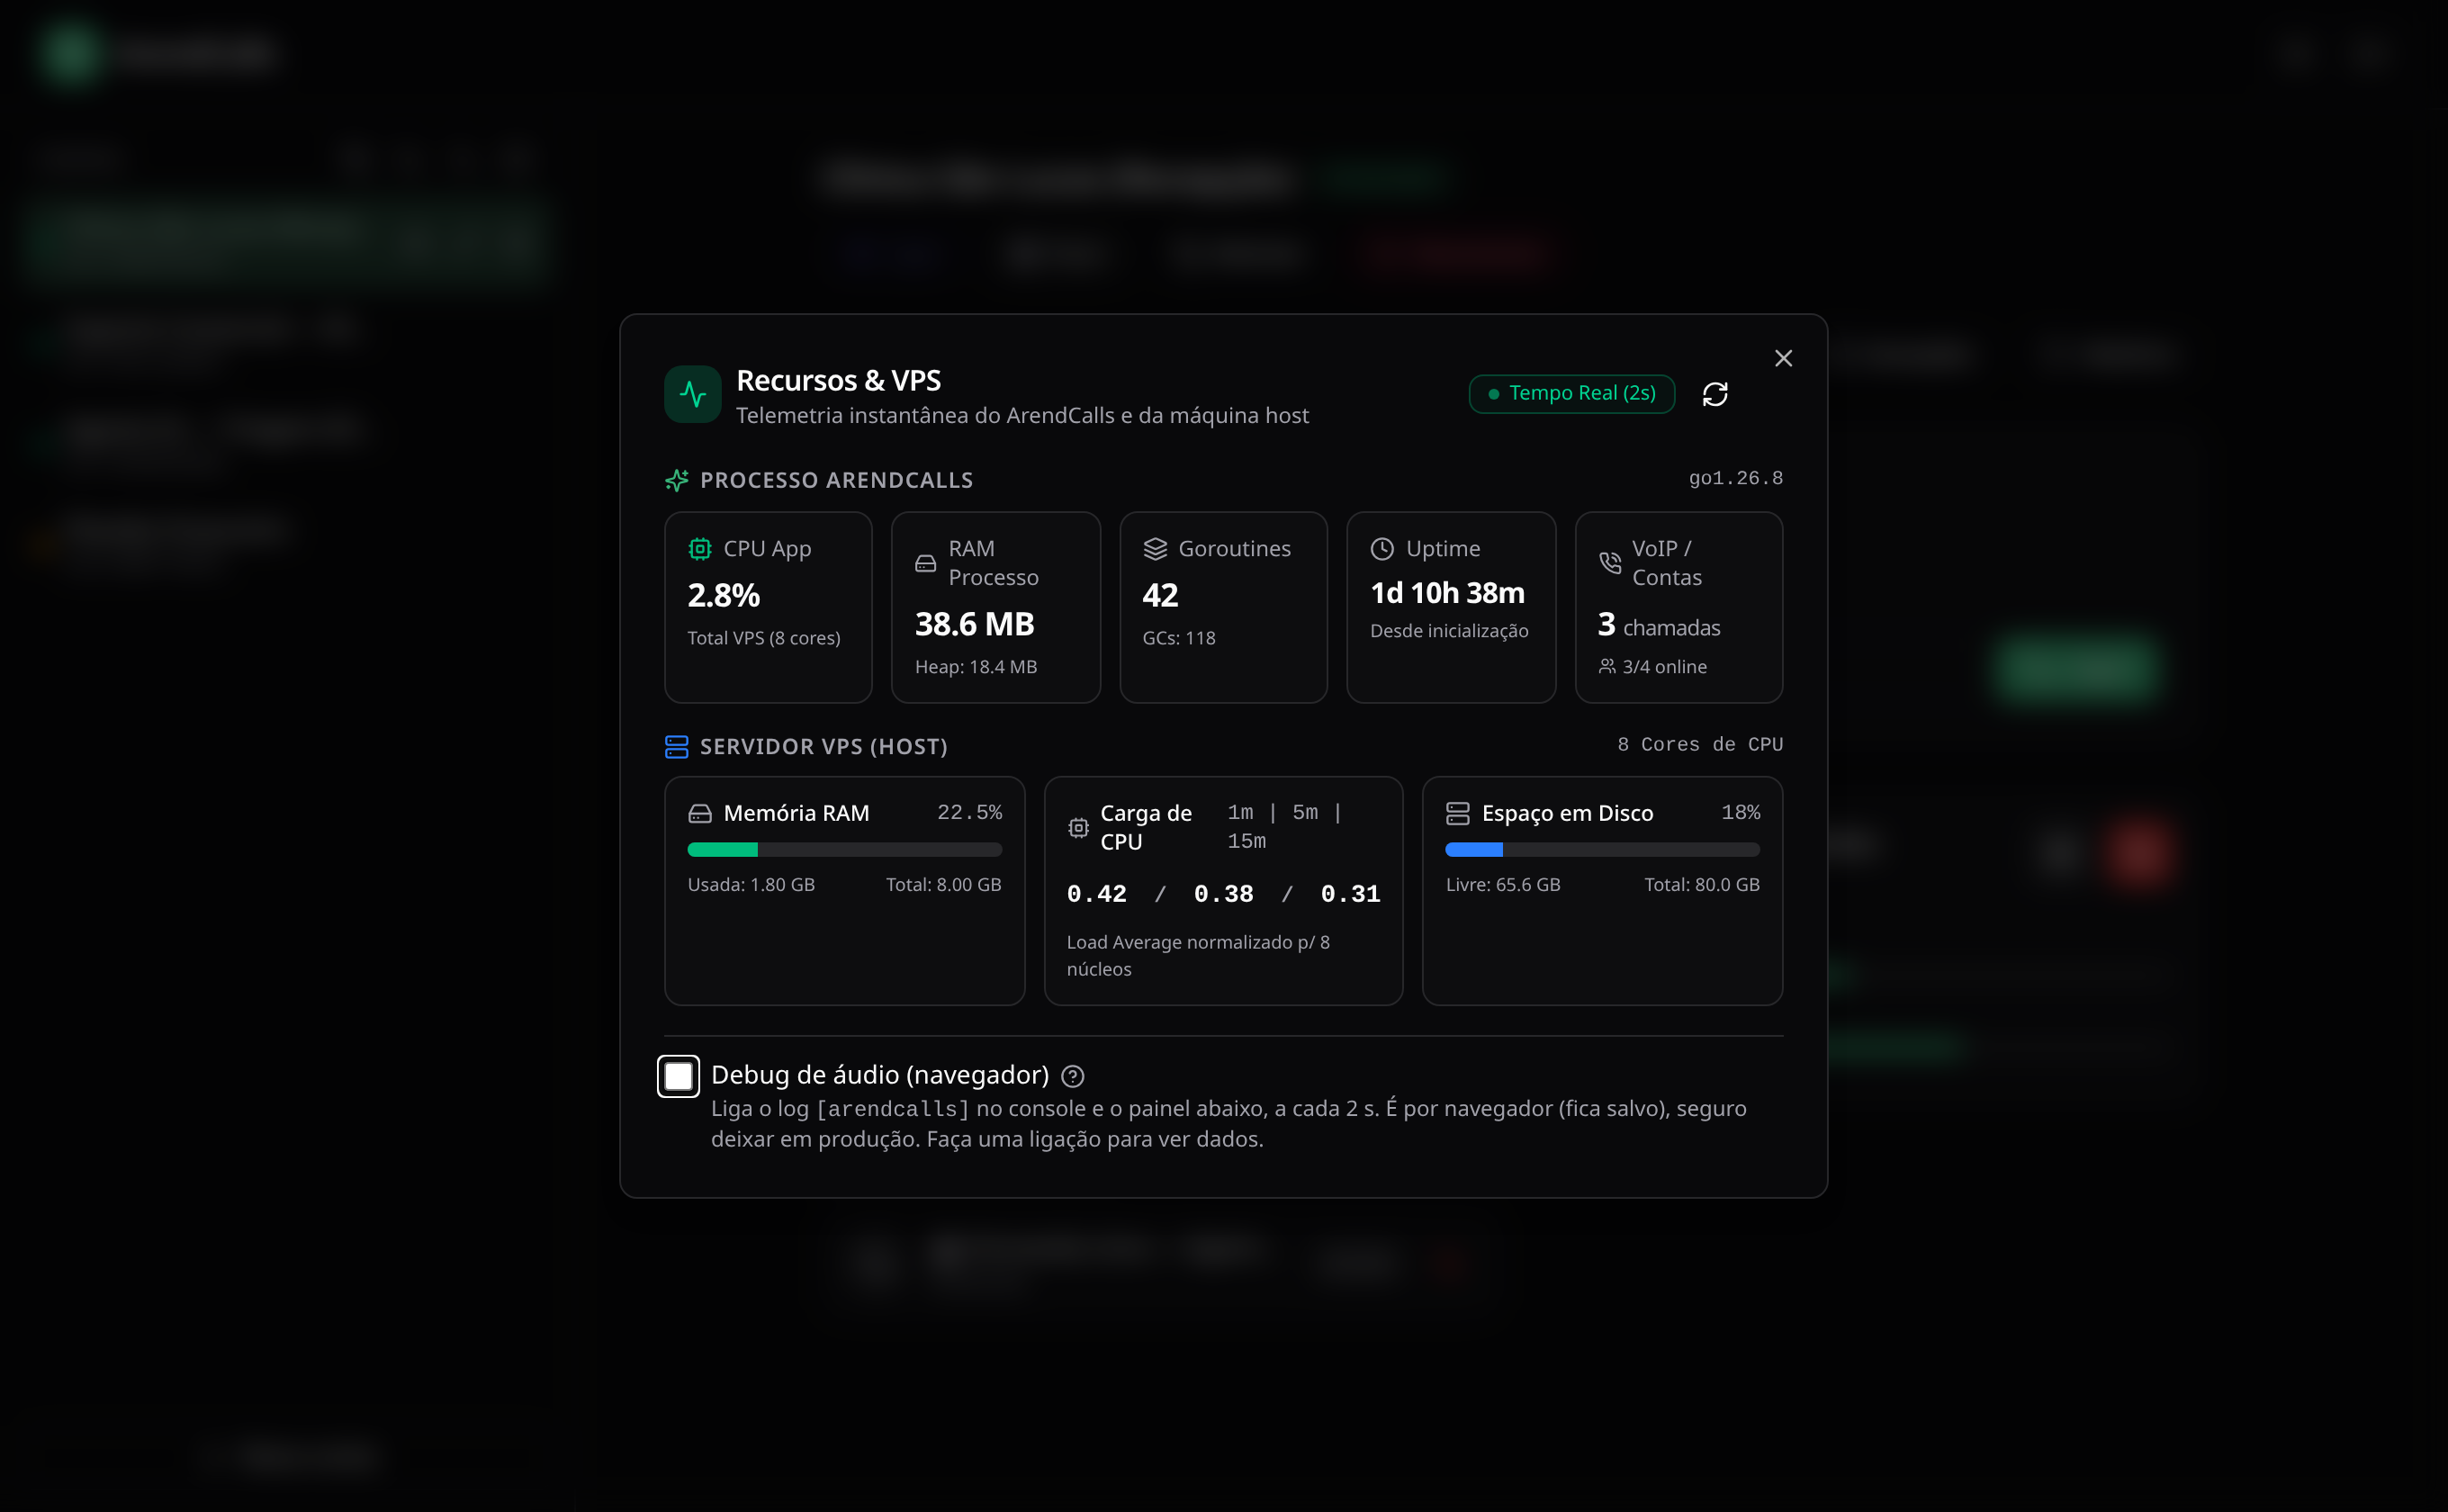 Recursos & VPS
Telemetria instantânea do ArendCalls e da máquina host
Tempo Real (2s)
PROCESSO ARENDCALLS
go1.26.8
CPU App
2.8%
Total VPS (8 cores)
RAM
Processo
38.6 MB
Heap: 18.4 MB
Goroutines
42
GCs: 118
Uptime
1d 10h 38m
Desde inicialização
VoIP /
Contas
3 chamadas
3/4 online
SERVIDOR VPS (HOST)
8 Cores de CPU
Memória RAM
22.5%
Usada: 1.80 GB
Total: 8.00 GB
Carga de
CPU
1m | 5m |
15m
0.42 / 0.38 / 0.31
Load Average normalizado p/ 8
núcleos
Espaço em Disco
18%
Livre: 65.6 GB
Total: 80.0 GB
Debug de áudio (navegador)
Liga o log [arendcalls] no console e o painel abaixo, a cada 2 s. É por navegador (fica salvo), seguro
deixar em produção. Faça uma ligação para ver dados.